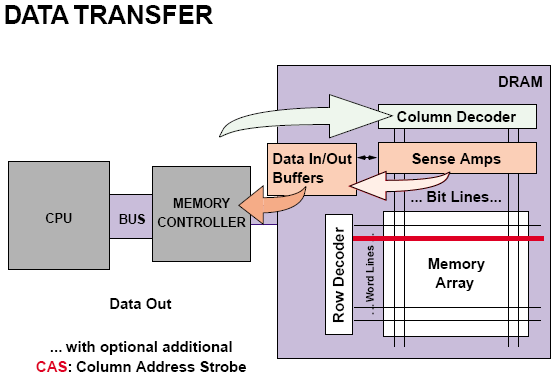 DATA TRANSFER
DRAM
Column Decoder
Data In/Out
Buffers
Sense Amps
... Bit Lines...
CPU
BUS
MEMORY
CONTROLLER
Row Decoder
... Word Lines ...
Memory
Array
Data Out
... with optional additional
CAS: Column Address Strobe